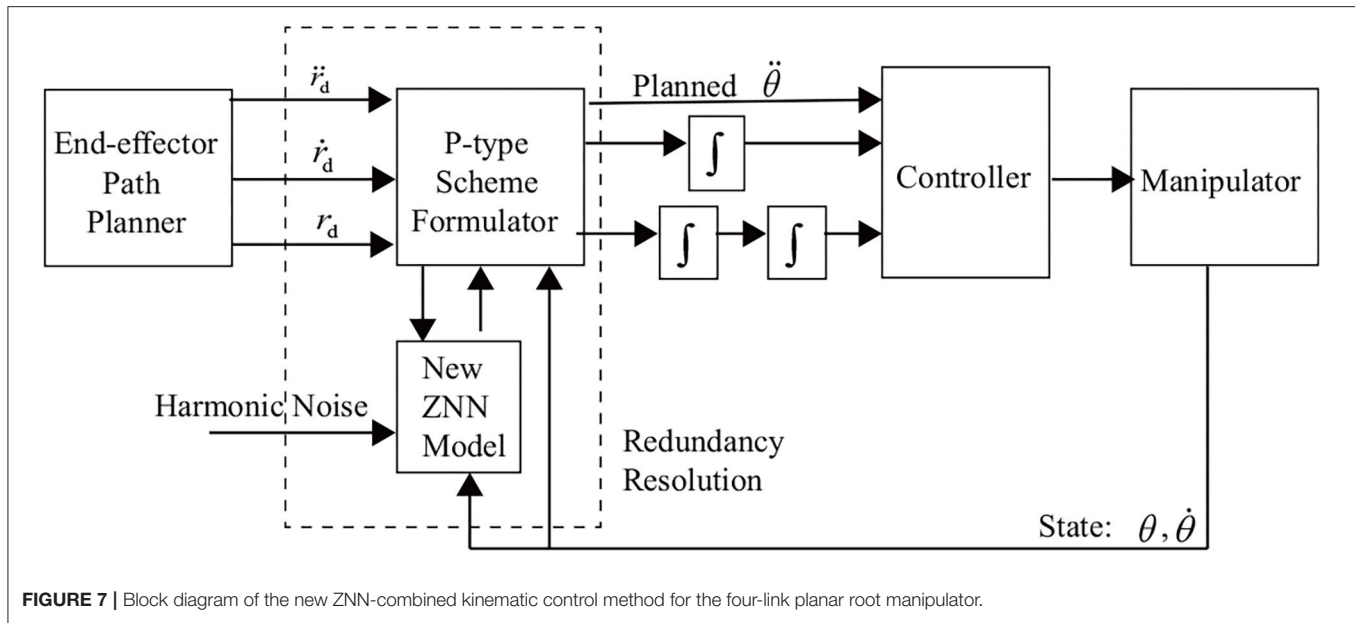 End-effector
Path
Planner
r̈d
ṙd
rd
P-type
Scheme
Formulator
Planned θ̈
∫
∫
∫
Controller
Manipulator
New
ZNN
Model
Harmonic Noise
Redundancy
Resolution
State: θ, θ̇
FIGURE 7 | Block diagram of the new ZNN-combined kinematic control method for the four-link planar root manipulator.